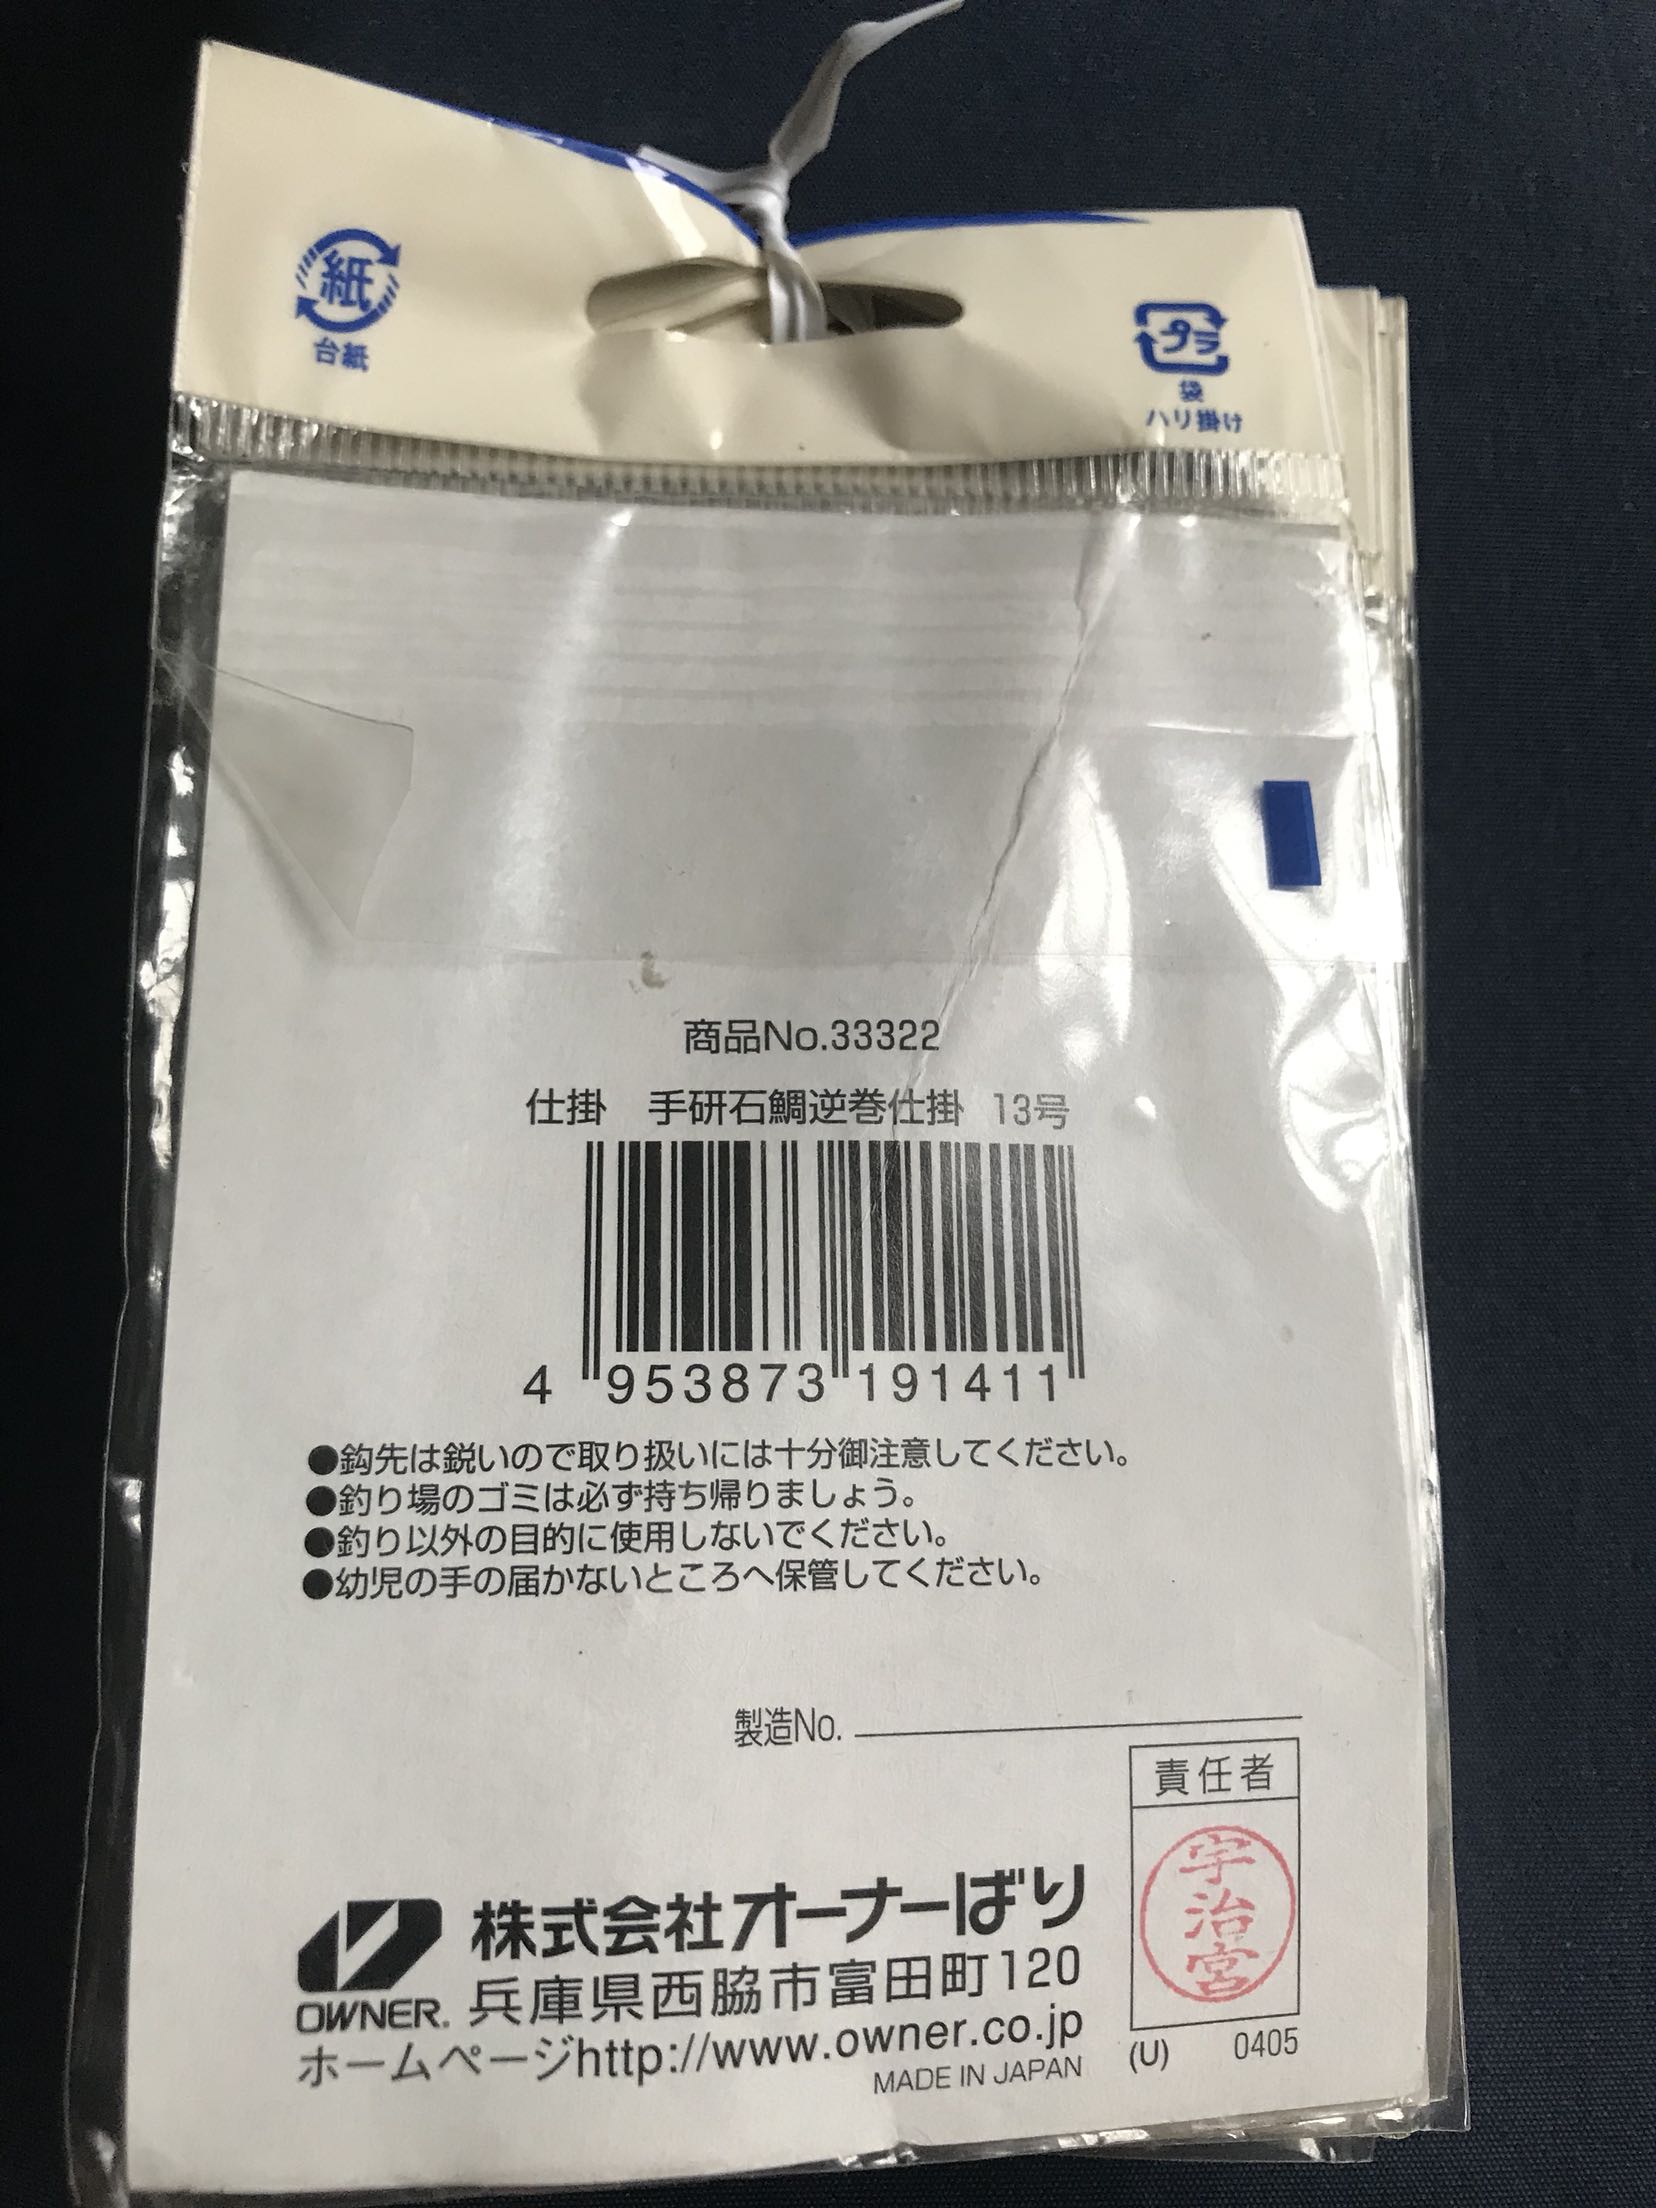 紙
台紙
プラ
袋
ハリ掛け
商品No.33322
仕掛　手研石鯛逆巻仕掛　13号
4 953873 191411
●鈎先は鋭いので取り扱いには十分御注意してください。
●釣り場のゴミは必ず持ち帰りましょう。
●釣り以外の目的に使用しないでください。
●幼児の手の届かないところへ保管してください。
製造No.
責任者
宇治宮
株式会社オーナーばり
OWNER. 兵庫県西脇市富田町120
ホームページhttp://www.owner.co.jp
MADE IN JAPAN
(U) 0405